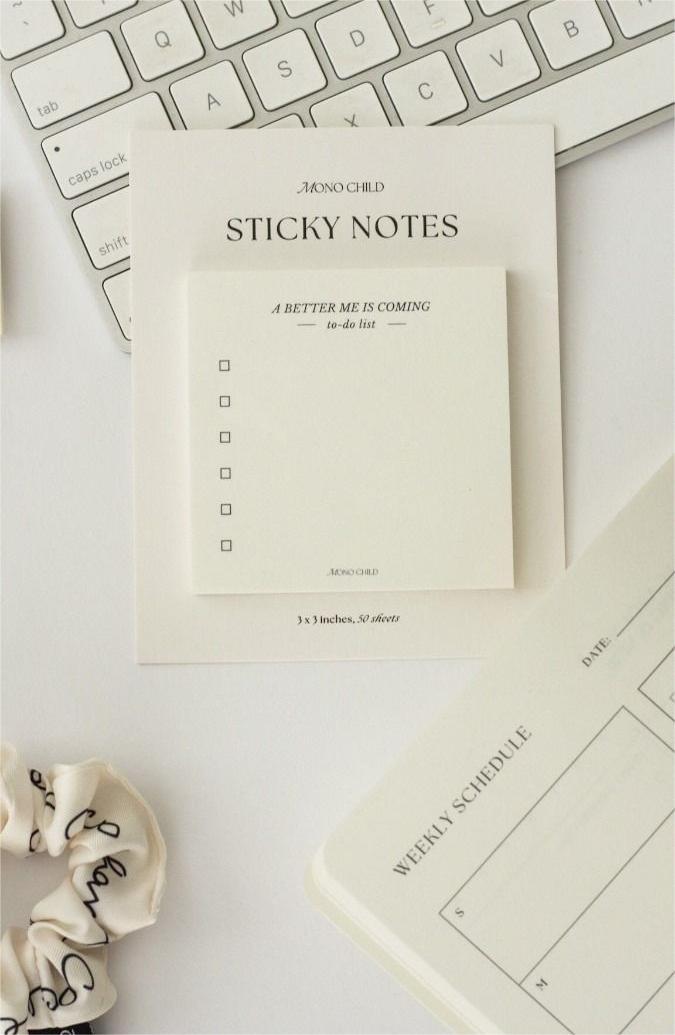 ~
Q
W
D
F
tab
A
S
X
C
V
B
caps lock
shift
MONO CHILD
STICKY NOTES
A BETTER ME IS COMING
to-do list
MONO CHILD
3 x 3 inches, 50 sheets
DATE:
WEEKLY SCHEDULE
S
M